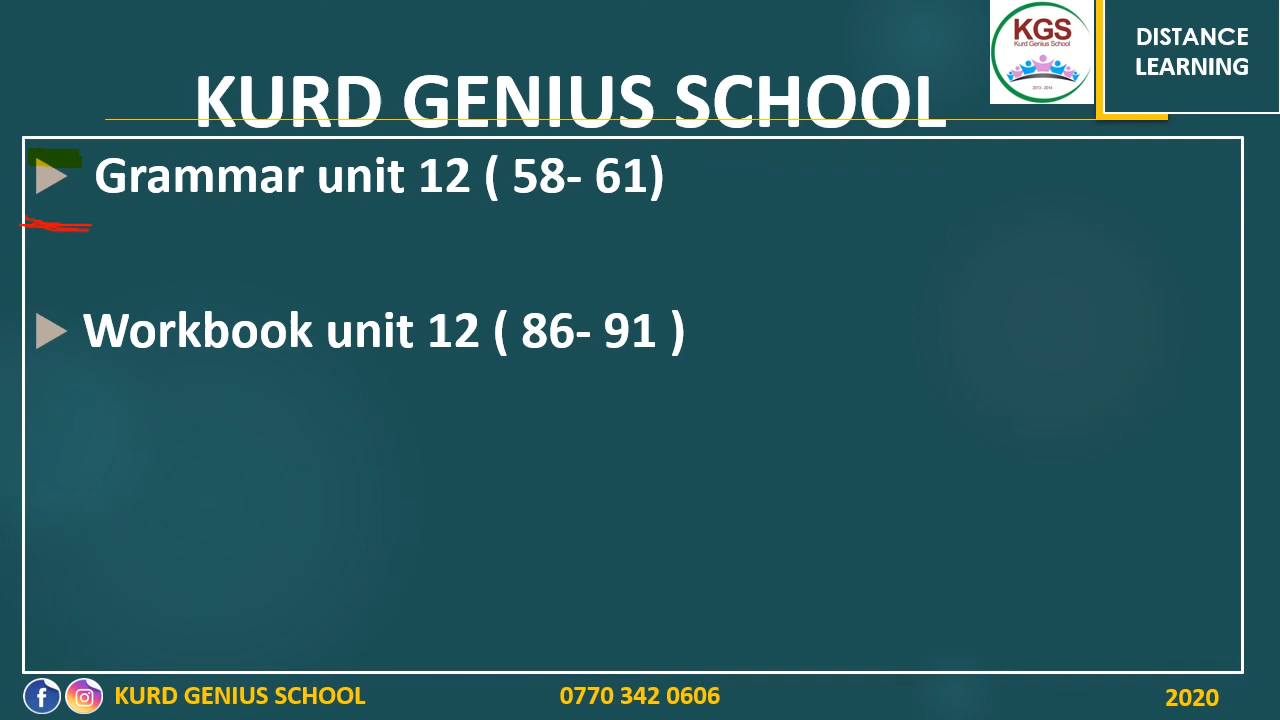 KGS
Kurd Genius School
DISTANCE
LEARNING
KURD GENIUS SCHOOL
Grammar unit 12 ( 58- 61)
Workbook unit 12 ( 86- 91 )
KURD GENIUS SCHOOL
0770 342 0606
2020